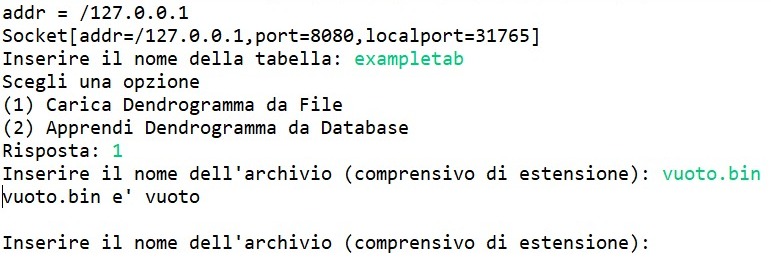 addr = /127.0.0.1
Socket[addr=/127.0.0.1,port=8080,localport=31765]
Inserire il nome della tabella: exampletab
Scegli una opzione
(1) Carica Dendrogramma da File
(2) Apprendi Dendrogramma da Database
Risposta: 1
Inserire il nome dell'archivio (comprensivo di estensione): vuoto.bin
vuoto.bin e' vuoto
Inserire il nome dell'archivio (comprensivo di estensione):